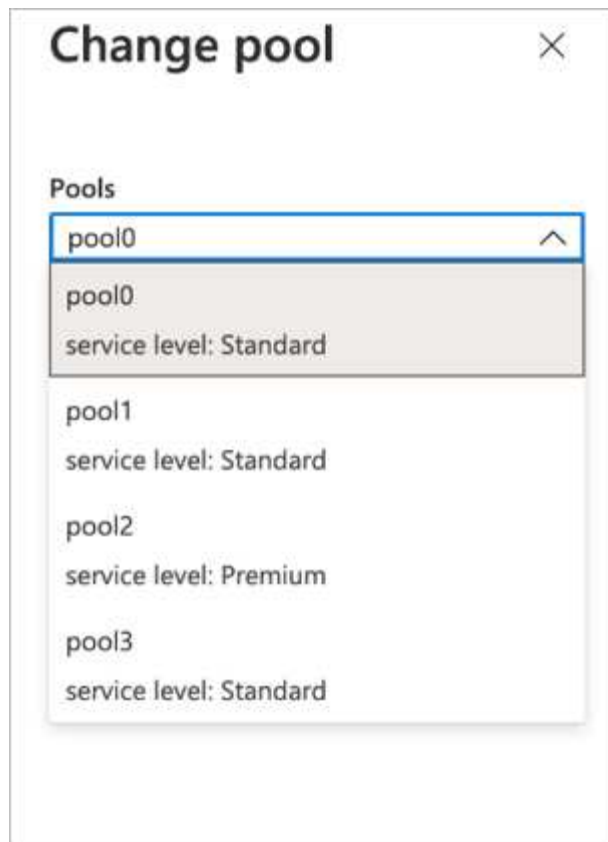 Change pool
Pools
pool0
pool0
service level: Standard
pool1
service level: Standard
pool2
service level: Premium
pool3
service level: Standard